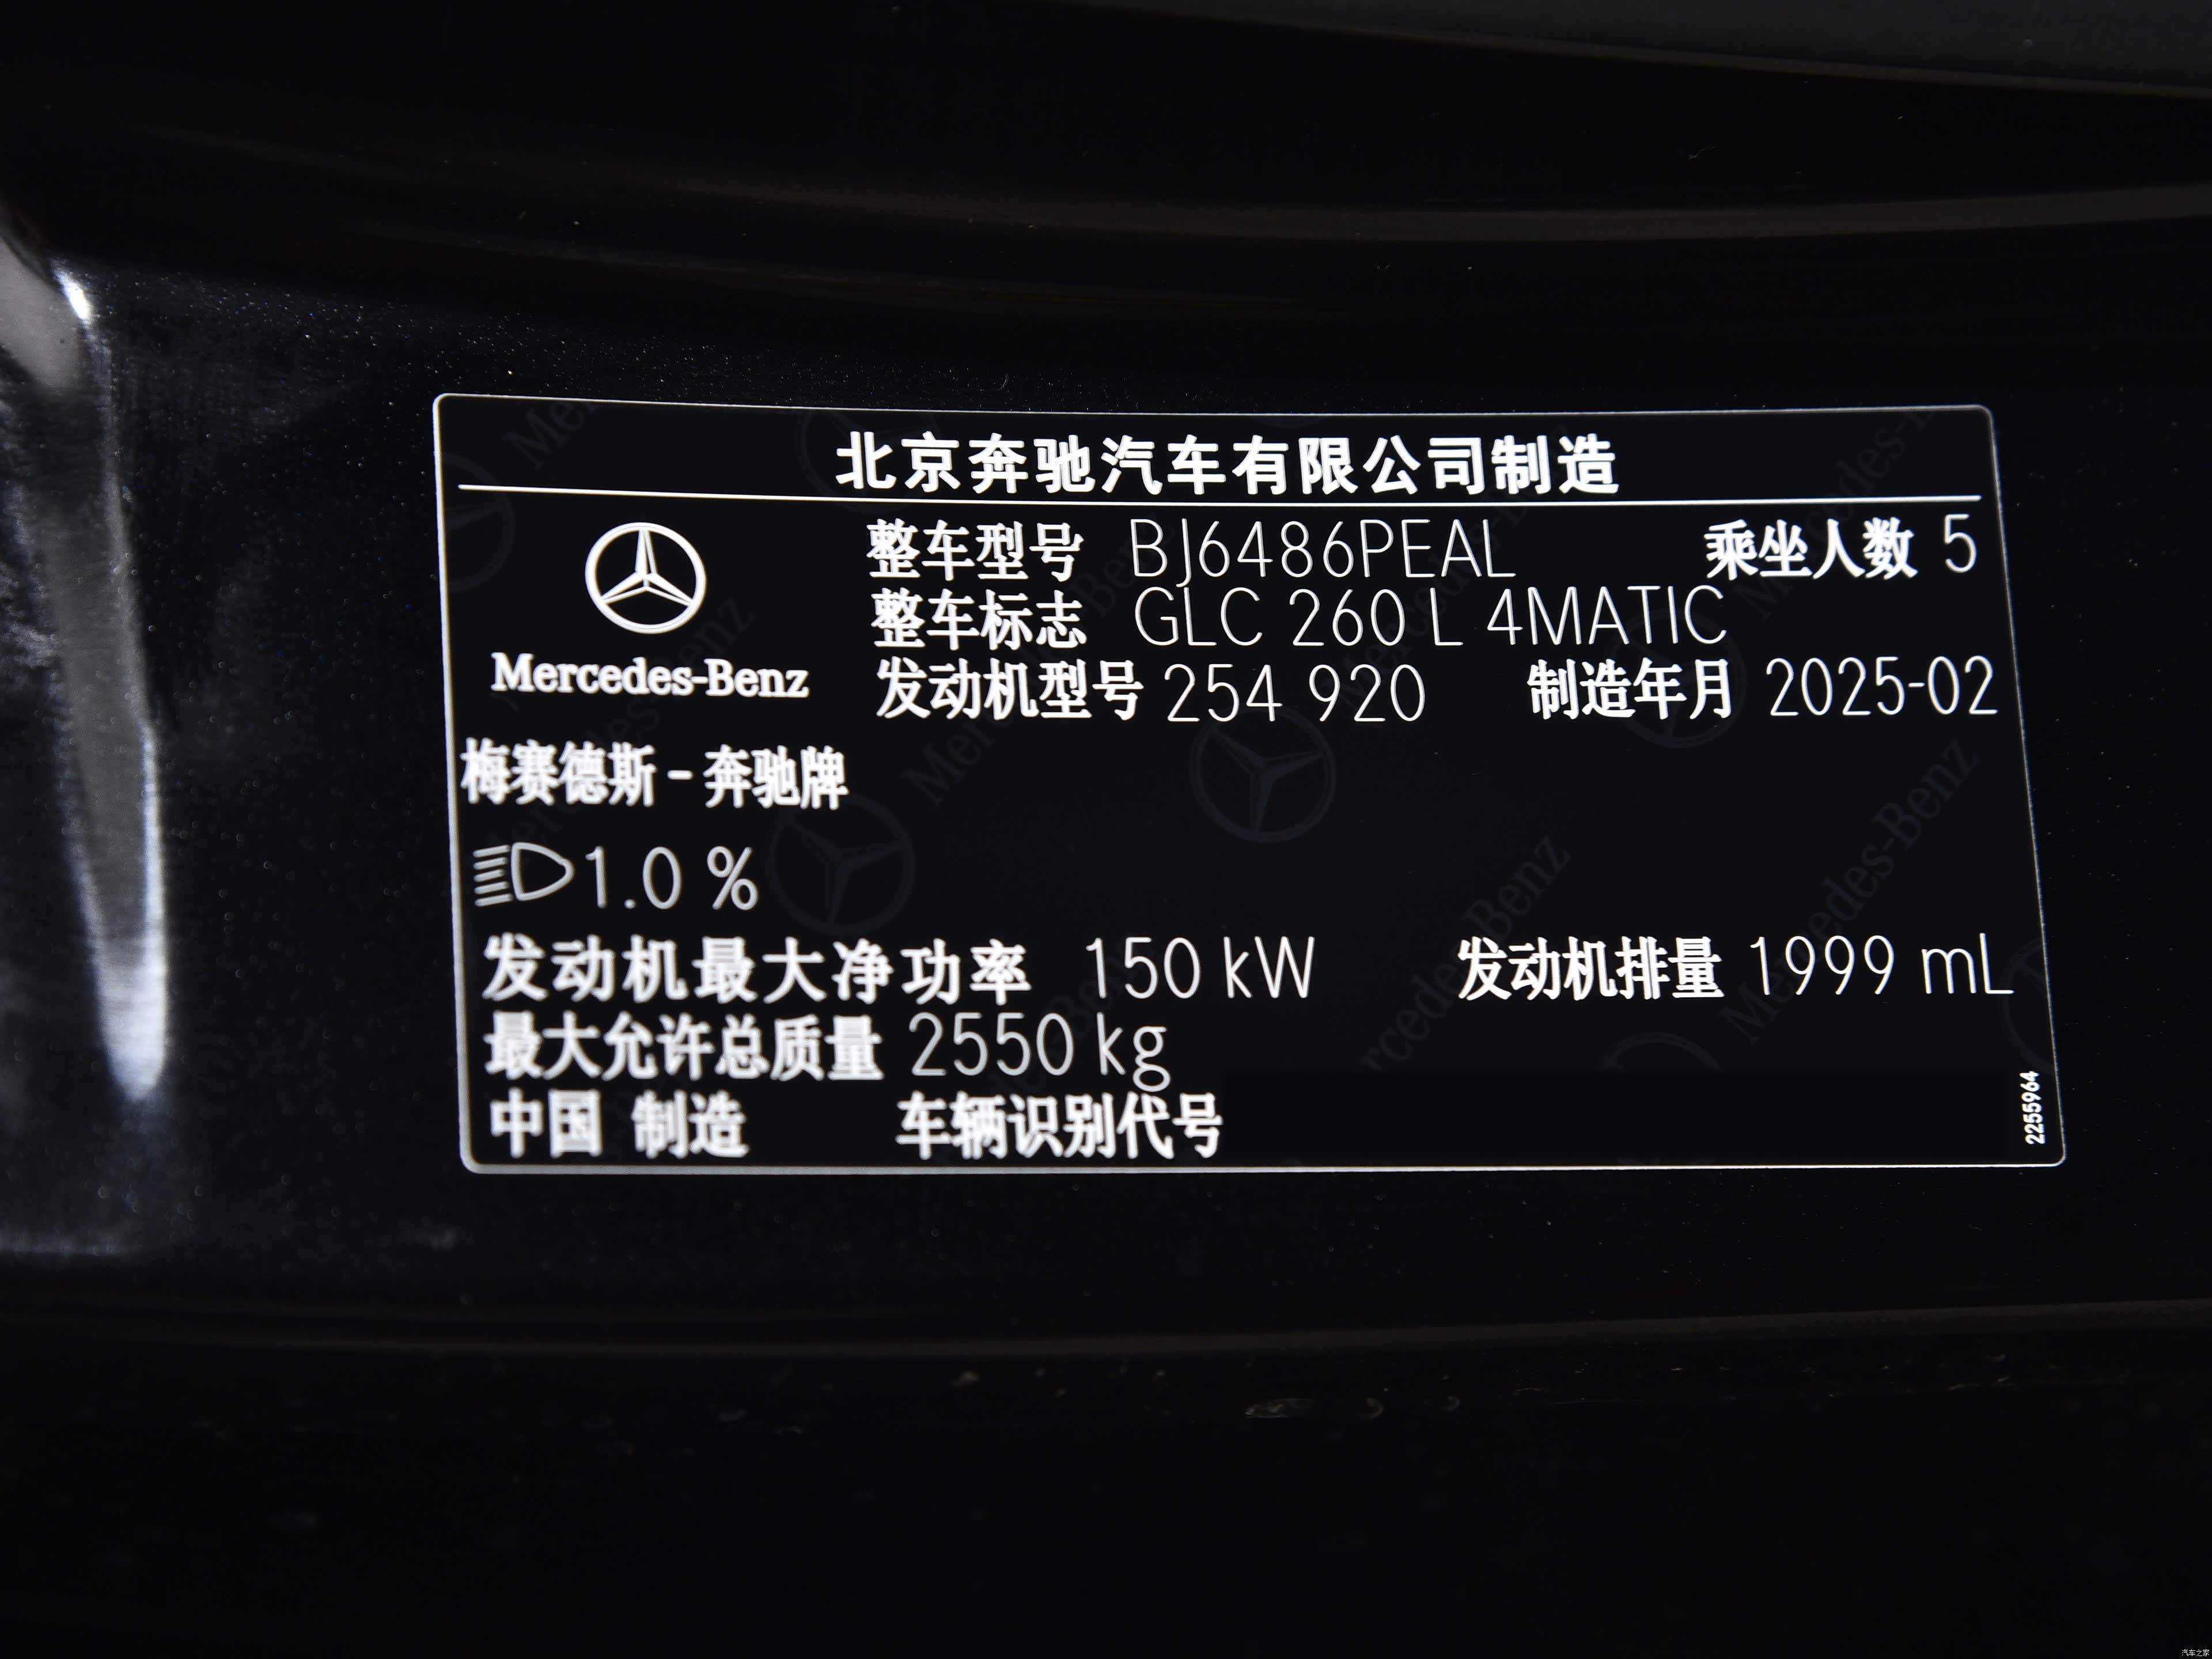 北京奔驰汽车有限公司制造
整车型号 BJ6486PEAL 乘坐人数 5
整车标志 GLC 260 L 4MATIC
Mercedes-Benz
发动机型号 254 920 制造年月 2025-02
梅赛德斯-奔驰牌
1.0 %
发动机最大净功率 150 kW 发动机排量 1999 mL
最大允许总质量 2550 kg
中国 制造 车辆识别代号
2255964
汽车之家